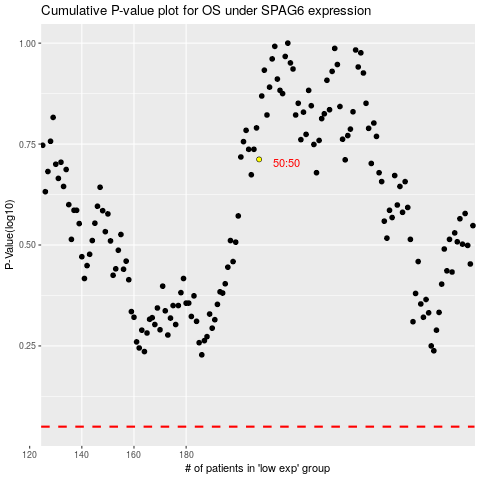 Cumulative P-value plot for OS under SPAG6 expression
P-Value(log10)
1.00
0.75
0.50
0.25
50:50
120 140 160 180
# of patients in 'low exp' group